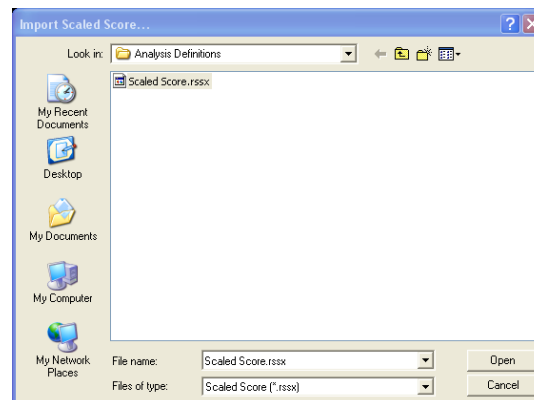 Import Scaled Score...
Look in: Analysis Definitions
Scaled Score.rssx
My Recent
Documents
Desktop
My Documents
My Computer
My Network
Places
File name: Scaled Score.rssx Open
Files of type: Scaled Score (*.rssx) Cancel